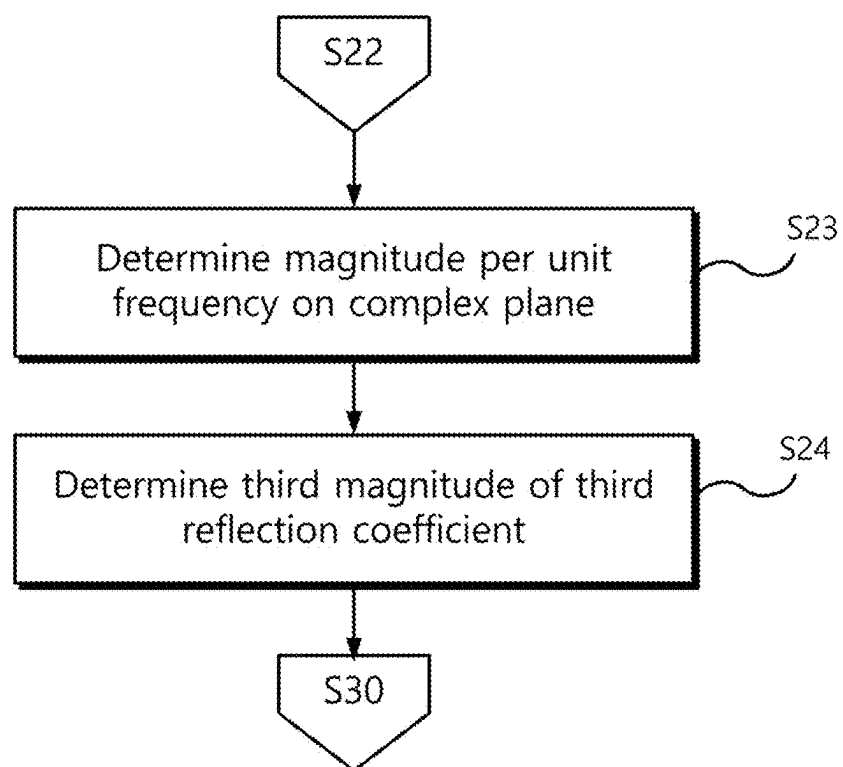 S22
Determine magnitude per unit
frequency on complex plane
S23
Determine third magnitude of third
reflection coefficient
S24
S30